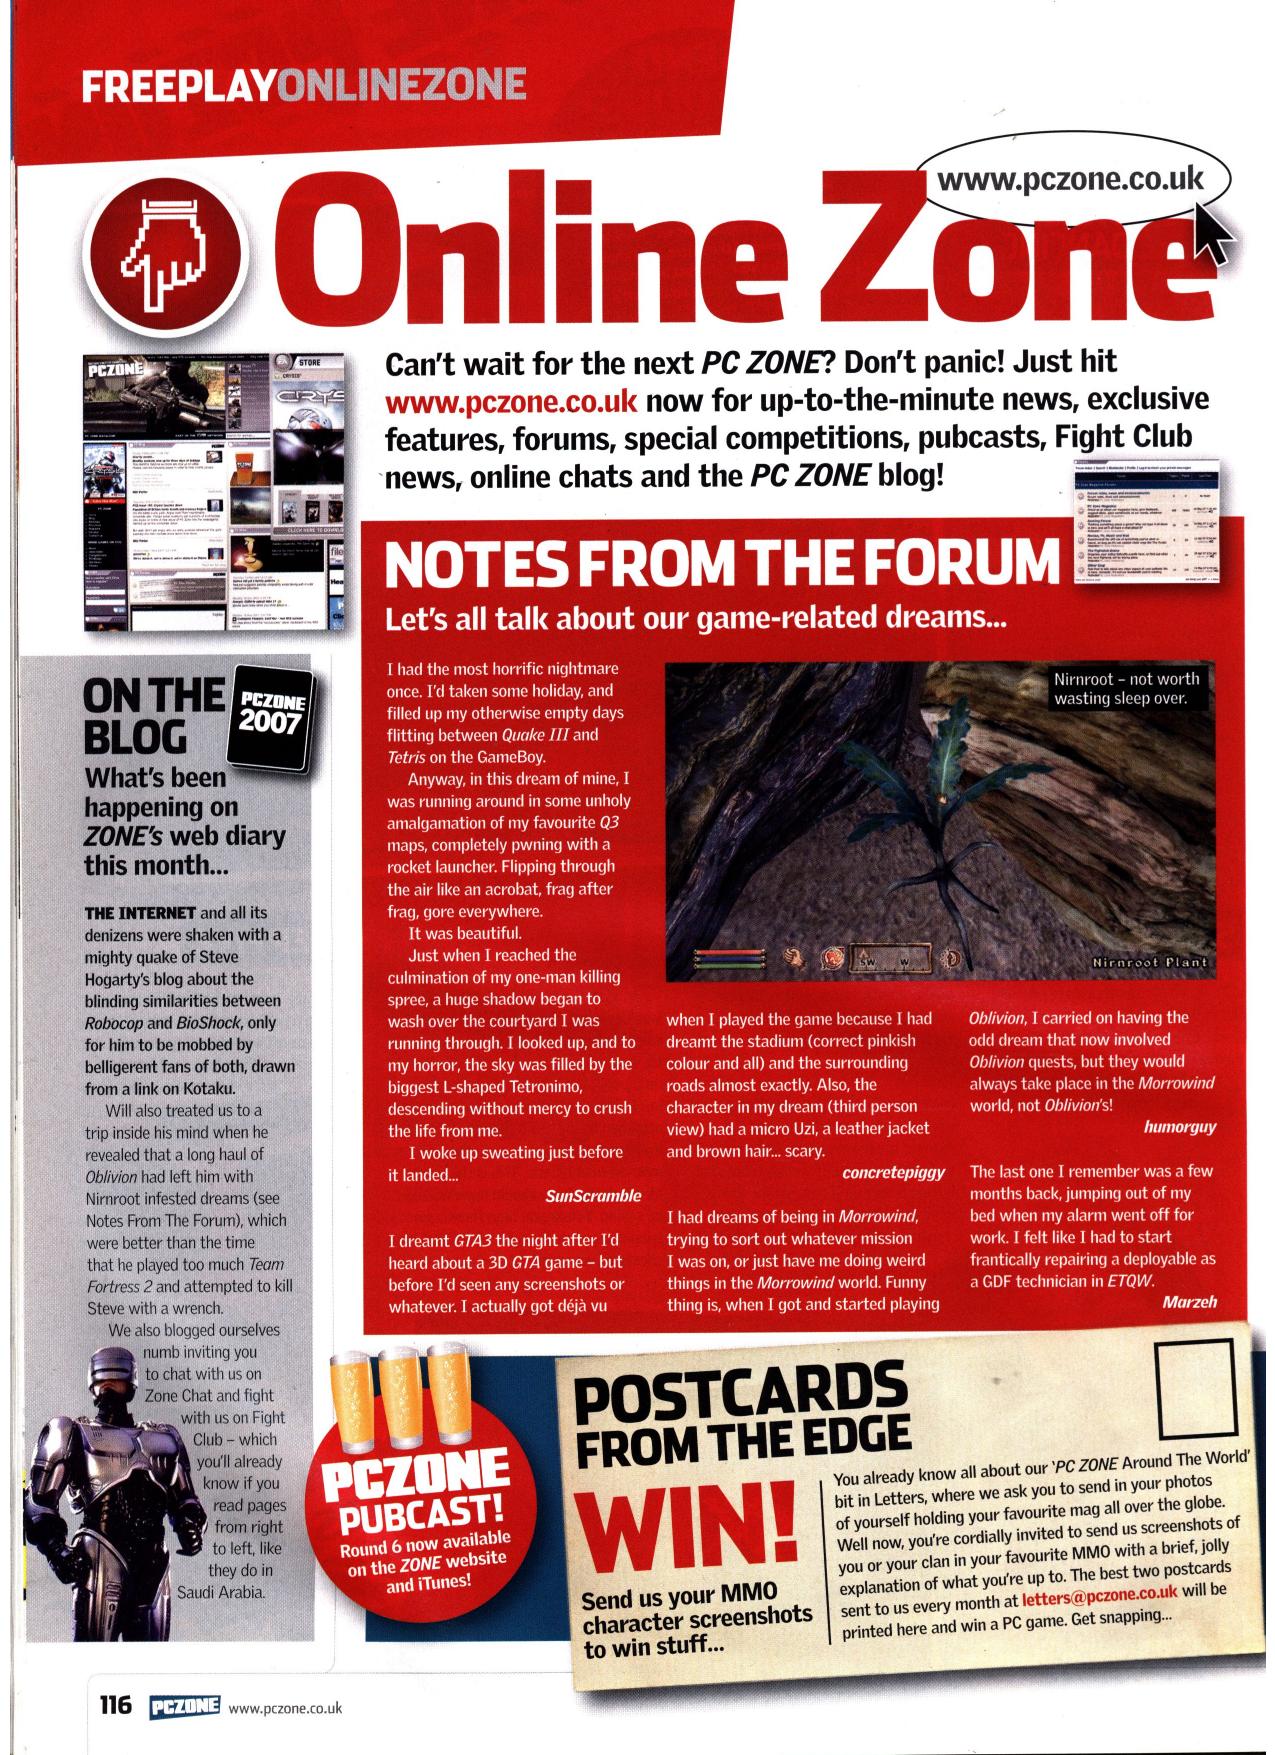 FREEPLAYONLINEZONE
www.pczone.co.uk
Online Zone
Can't wait for the next PC ZONE? Don't panic! Just hit
www.pczone.co.uk now for up-to-the-minute news, exclusive
features, forums, special competitions, pubcasts, Fight Club
news, online chats and the PC ZONE blog!
PCZONE
STORE
NOTES FROM THE FORUM
Let's all talk about our game-related dreams...
I had the most horrific nightmare
once. I'd taken some holiday, and
filled up my otherwise empty days
flitting between Quake III and
Tetris on the GameBoy.
Anyway, in this dream of mine, I
was running around in some unholy
amalgamation of my favourite Q3
maps, completely pwning with a
rocket launcher. Flipping through
the air like an acrobat, frag after
frag, gore everywhere.
It was beautiful.
Just when I reached the
culmination of my one-man killing
spree, a huge shadow began to
wash over the courtyard I was
running through. I looked up, and to
my horror, the sky was filled by the
biggest L-shaped Tetronimo,
descending without mercy to crush
the life from me.
I woke up sweating just before
it landed...
SunScramble
I dreamt GTA3 the night after I'd
heard about a 3D GTA game – but
before I'd seen any screenshots or
whatever. I actually got déjà vu
Nirnroot – not worth
wasting sleep over.
SW W
Nirnroot Plant
when I played the game because I had
dreamt the stadium (correct pinkish
colour and all) and the surrounding
roads almost exactly. Also, the
character in my dream (third person
view) had a micro Uzi, a leather jacket
and brown hair... scary.
concretepiggy
I had dreams of being in Morrowind,
trying to sort out whatever mission
I was on, or just have me doing weird
things in the Morrowind world. Funny
thing is, when I got and started playing
Oblivion, I carried on having the
odd dream that now involved
Oblivion quests, but they would
always take place in the Morrowind
world, not Oblivion's!
humorguy
The last one I remember was a few
months back, jumping out of my
bed when my alarm went off for
work. I felt like I had to start
frantically repairing a deployable as
a GDF technician in ETQW.
Marzeh
ON THE
BLOG
PCZONE
2007
What's been
happening on
ZONE's web diary
this month...
THE INTERNET and all its
denizens were shaken with a
mighty quake of Steve
Hogarty's blog about the
blinding similarities between
Robocop and BioShock, only
for him to be mobbed by
belligerent fans of both, drawn
from a link on Kotaku.
Will also treated us to a
trip inside his mind when he
revealed that a long haul of
Oblivion had left him with
Nirnroot infested dreams (see
Notes From The Forum), which
were better than the time
that he played too much Team
Fortress 2 and attempted to kill
Steve with a wrench.
We also blogged ourselves
numb inviting you
to chat with us on
Zone Chat and fight
with us on Fight
Club – which
you'll already
know if you
read pages
from right
to left, like
they do in
Saudi Arabia.
PCZONE
PUBCAST!
Round 6 now available
on the ZONE website
and iTunes!
POSTCARDS
FROM THE EDGE
WIN!
Send us your MMO
character screenshots
to win stuff...
You already know all about our 'PC ZONE Around The World'
bit in Letters, where we ask you to send in your photos
of yourself holding your favourite mag all over the globe.
Well now, you're cordially invited to send us screenshots of
you or your clan in your favourite MMO with a brief, jolly
explanation of what you're up to. The best two postcards
sent to us every month at letters@pczone.co.uk will be
printed here and win a PC game. Get snapping...
116 PCZONE www.pczone.co.uk